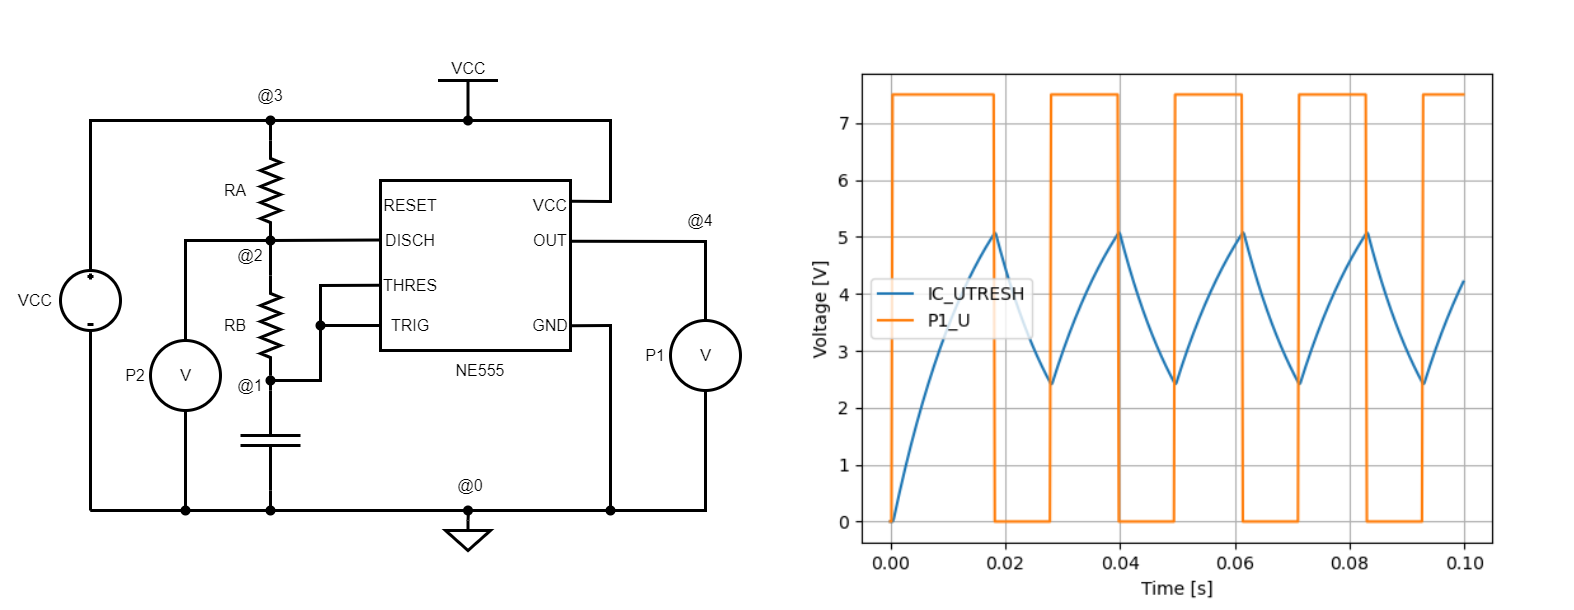 VCC
@3
RA
RESET
VCC
@4
DISCH
OUT
@2
THRES
VCC
+
-
RB
TRIG
GND
P2
V
@1
NE555
P1
V
@0
Voltage [V]
7
6
5
4
3
2
1
0
IC_UTRESH
P1_U
0.00
0.02
0.04
0.06
0.08
0.10
Time [s]